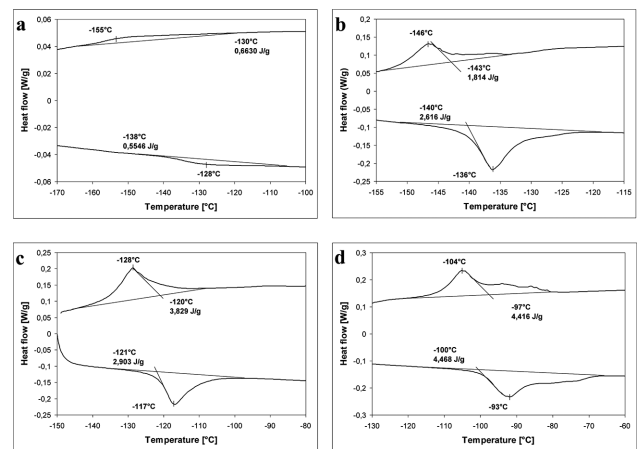 a
0,06
0,04
0,02
0
-0,02
-0,04
-0,06
Heat flow [W/g]
-155°C
-130°C
0,6630 J/g
-138°C
0,5546 J/g
-128°C
-170 -160 -150 -140 -130 -120 -110 -100
Temperature [°C]
b
0,2
0,15
0,1
0,05
0
-0,05
-0,1
-0,15
-0,2
-0,25
Heat flow (W/g)
-146°C
-143°C
1,814 J/g
-140°C
2,616 J/g
-136°C
-155 -150 -145 -140 -135 -130 -125 -120 -115
Temperature [°C]
c
0,25
0,2
0,15
0,1
0,05
0
-0,05
-0,1
-0,15
-0,2
-0,25
Heat flow [W/g]
-128°C
-120°C
3,829 J/g
-121°C
2,903 J/g
-117°C
-150 -140 -130 -120 -110 -100 -90 -80
Temperature [°C]
d
0,3
0,2
0,1
0
-0,1
-0,2
-0,3
Heat flow [W/g]
-104°C
-97°C
4,416 J/g
-100°C
4,468 J/g
-93°C
-130 -120 -110 -100 -90 -80 -70 -60
Temperature [°C]